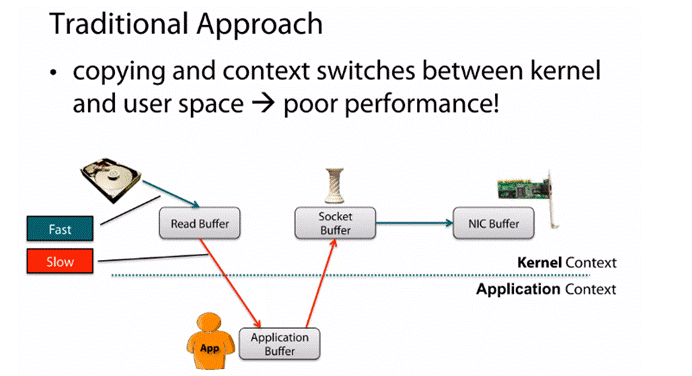 Traditional Approach
• copying and context switches between kernel
and user space → poor performance!
Fast
Slow
Read Buffer
Socket
Buffer
NIC Buffer
Kernel Context
Application Context
App
Application
Buffer